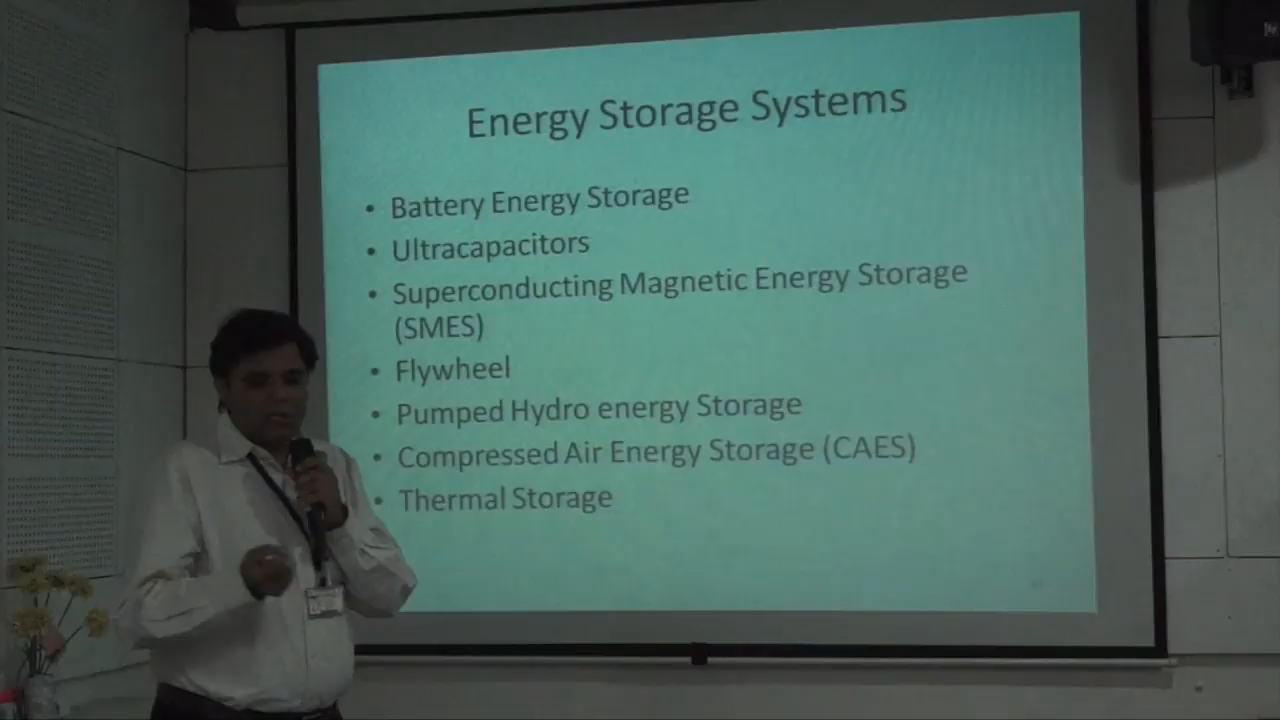 Energy Storage Systems
• Battery Energy Storage
• Ultracapacitors
• Superconducting Magnetic Energy Storage
(SMES)
• Flywheel
• Pumped Hydro energy Storage
• Compressed Air Energy Storage (CAES)
• Thermal Storage